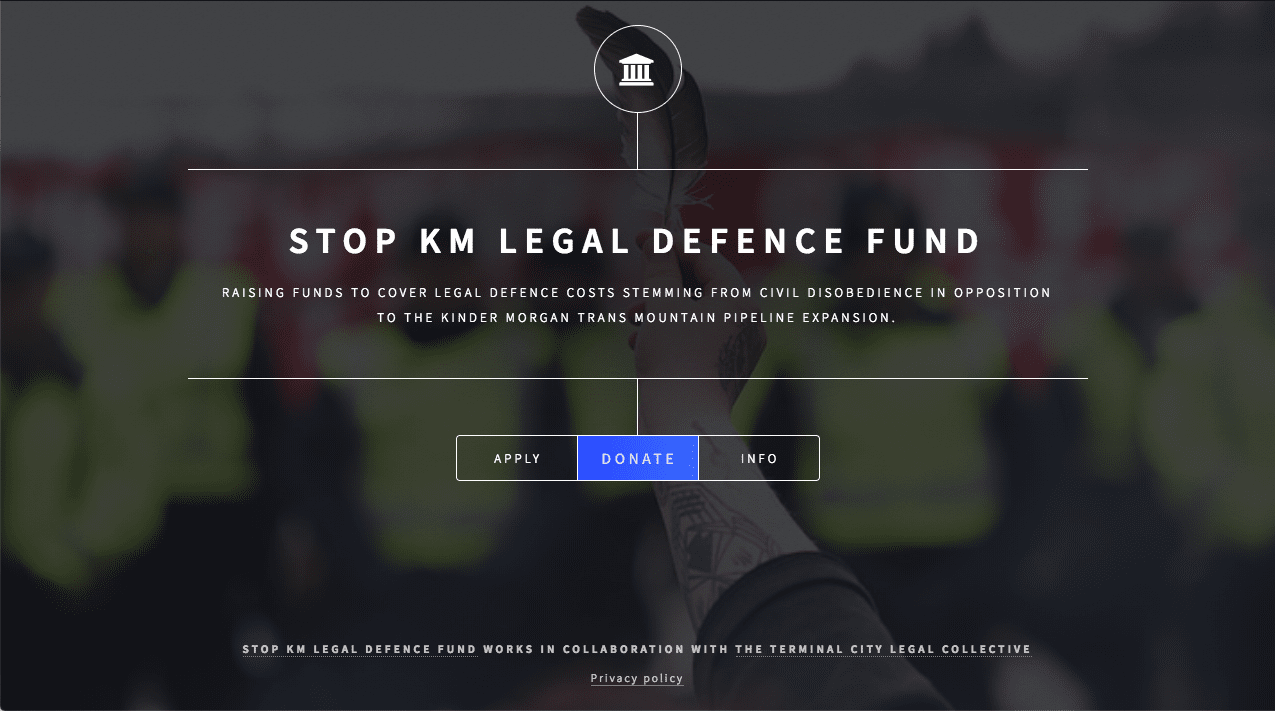 STOP KM LEGAL DEFENCE FUND
RAISING FUNDS TO COVER LEGAL DEFENCE COSTS STEMMING FROM CIVIL DISOBEDIENCE IN OPPOSITION
TO THE KINDER MORGAN TRANS MOUNTAIN PIPELINE EXPANSION.
APPLY DONATE INFO
STOP KM LEGAL DEFENCE FUND WORKS IN COLLABORATION WITH THE TERMINAL CITY LEGAL COLLECTIVE
Privacy policy